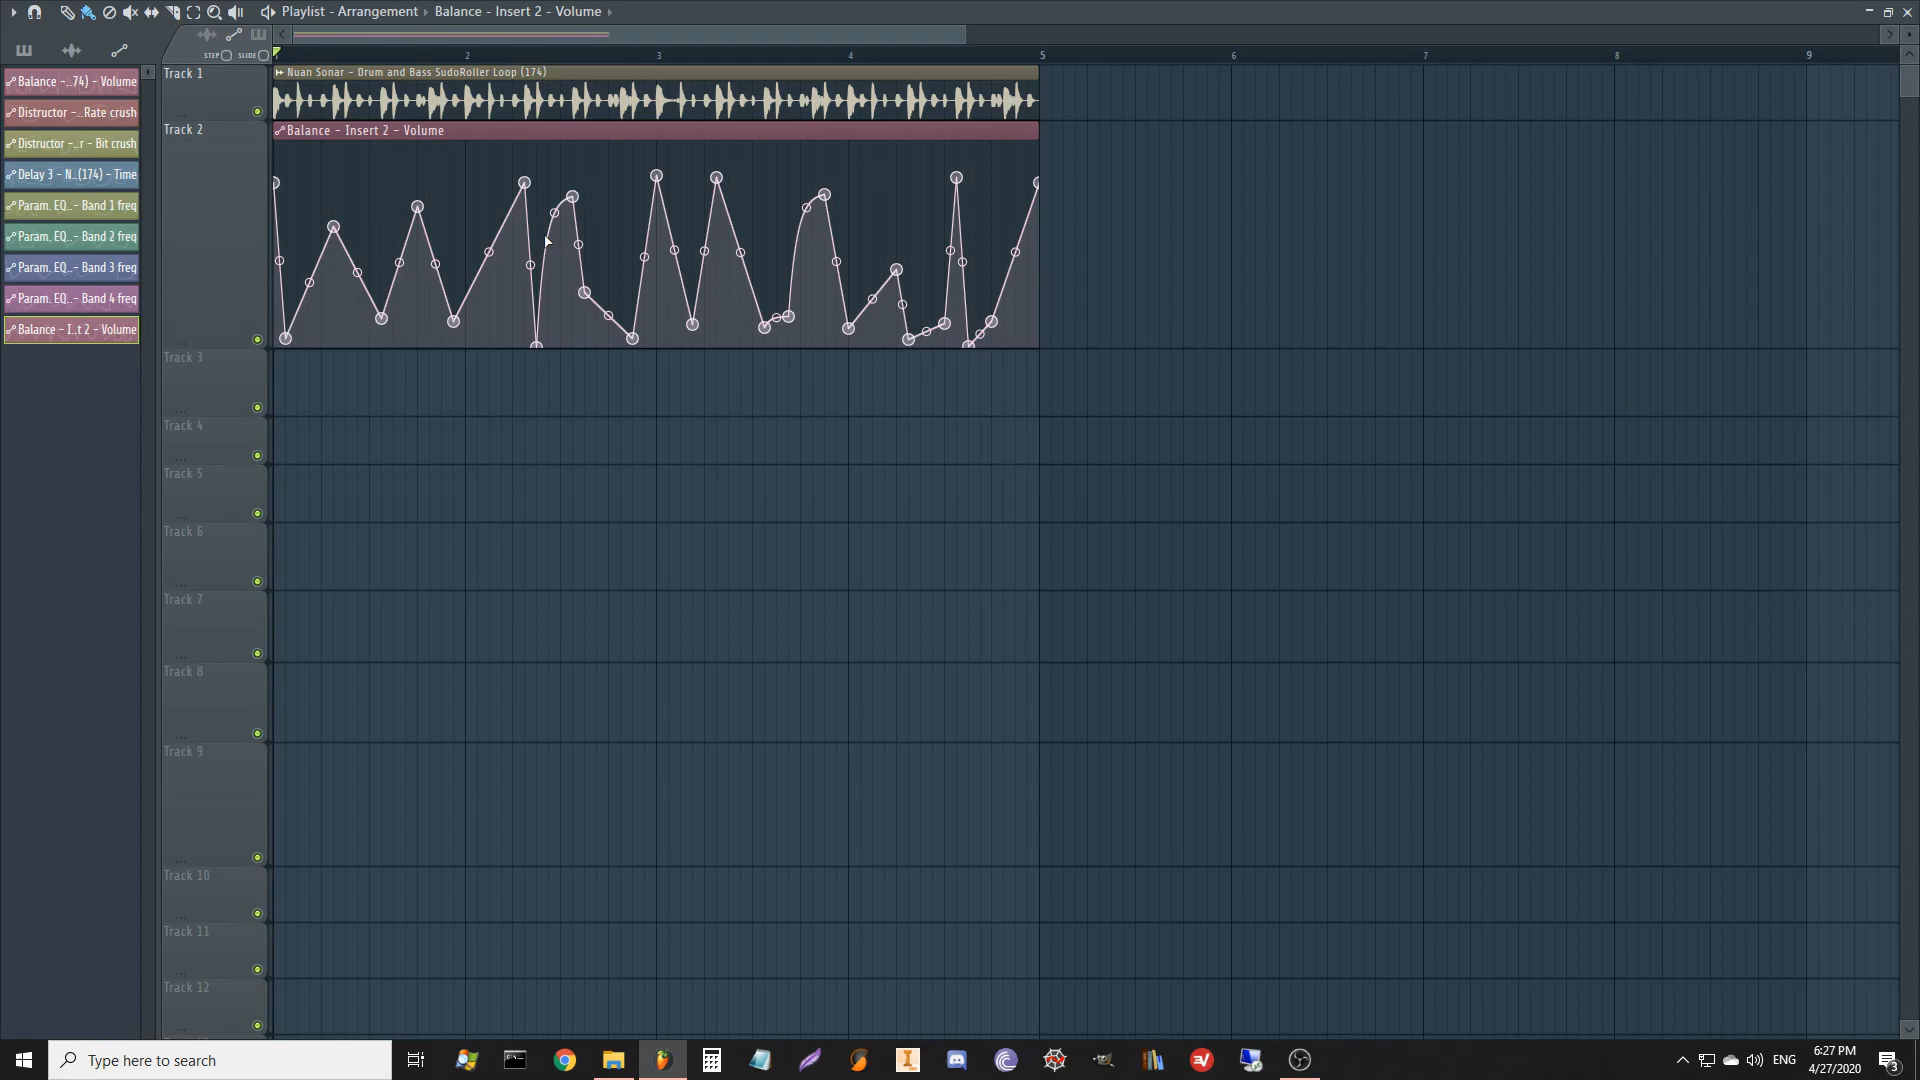 Playlist - Arrangement ▸ Balance - Insert 2 - Volume ▸
STEP SLIDE
2 3 4 5 6 7 8 9
Balance -..74) - Volume
Distructor -..Rate crush
Distructor -..r - Bit crush
Delay 3 - N..(174) - Time
Param. EQ..- Band 1 freq
Param. EQ..- Band 2 freq
Param. EQ..- Band 3 freq
Param. EQ..- Band 4 freq
Balance - I..t 2 - Volume
Track 1
Nuan Sonar - Drum and Bass SudoRoller Loop (174)
Track 2
Balance - Insert 2 - Volume
Track 3
Track 4
Track 5
Track 6
Track 7
Track 8
Track 9
Track 10
Track 11
Track 12
Type here to search
ENG
6:27 PM
4/27/2020
3